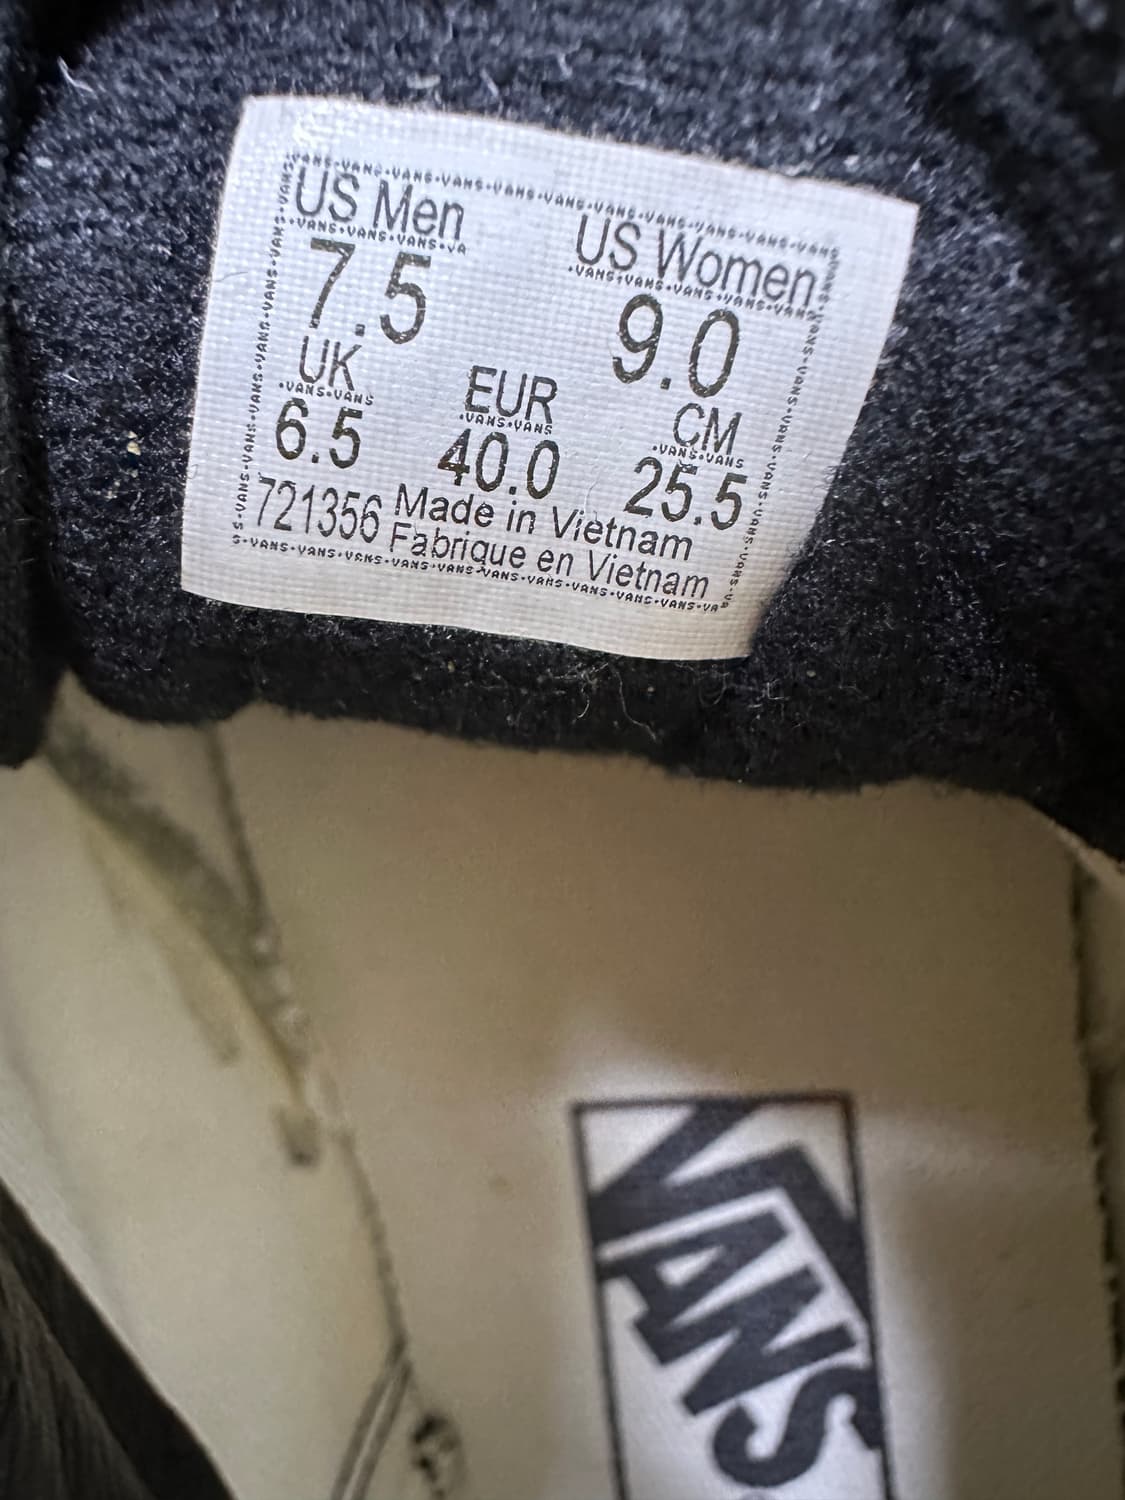 US Men US Women
7.5 9.0
UK EUR CM
6.5 40.0 25.5
721356 Made in Vietnam
Fabrique en Vietnam
VANS